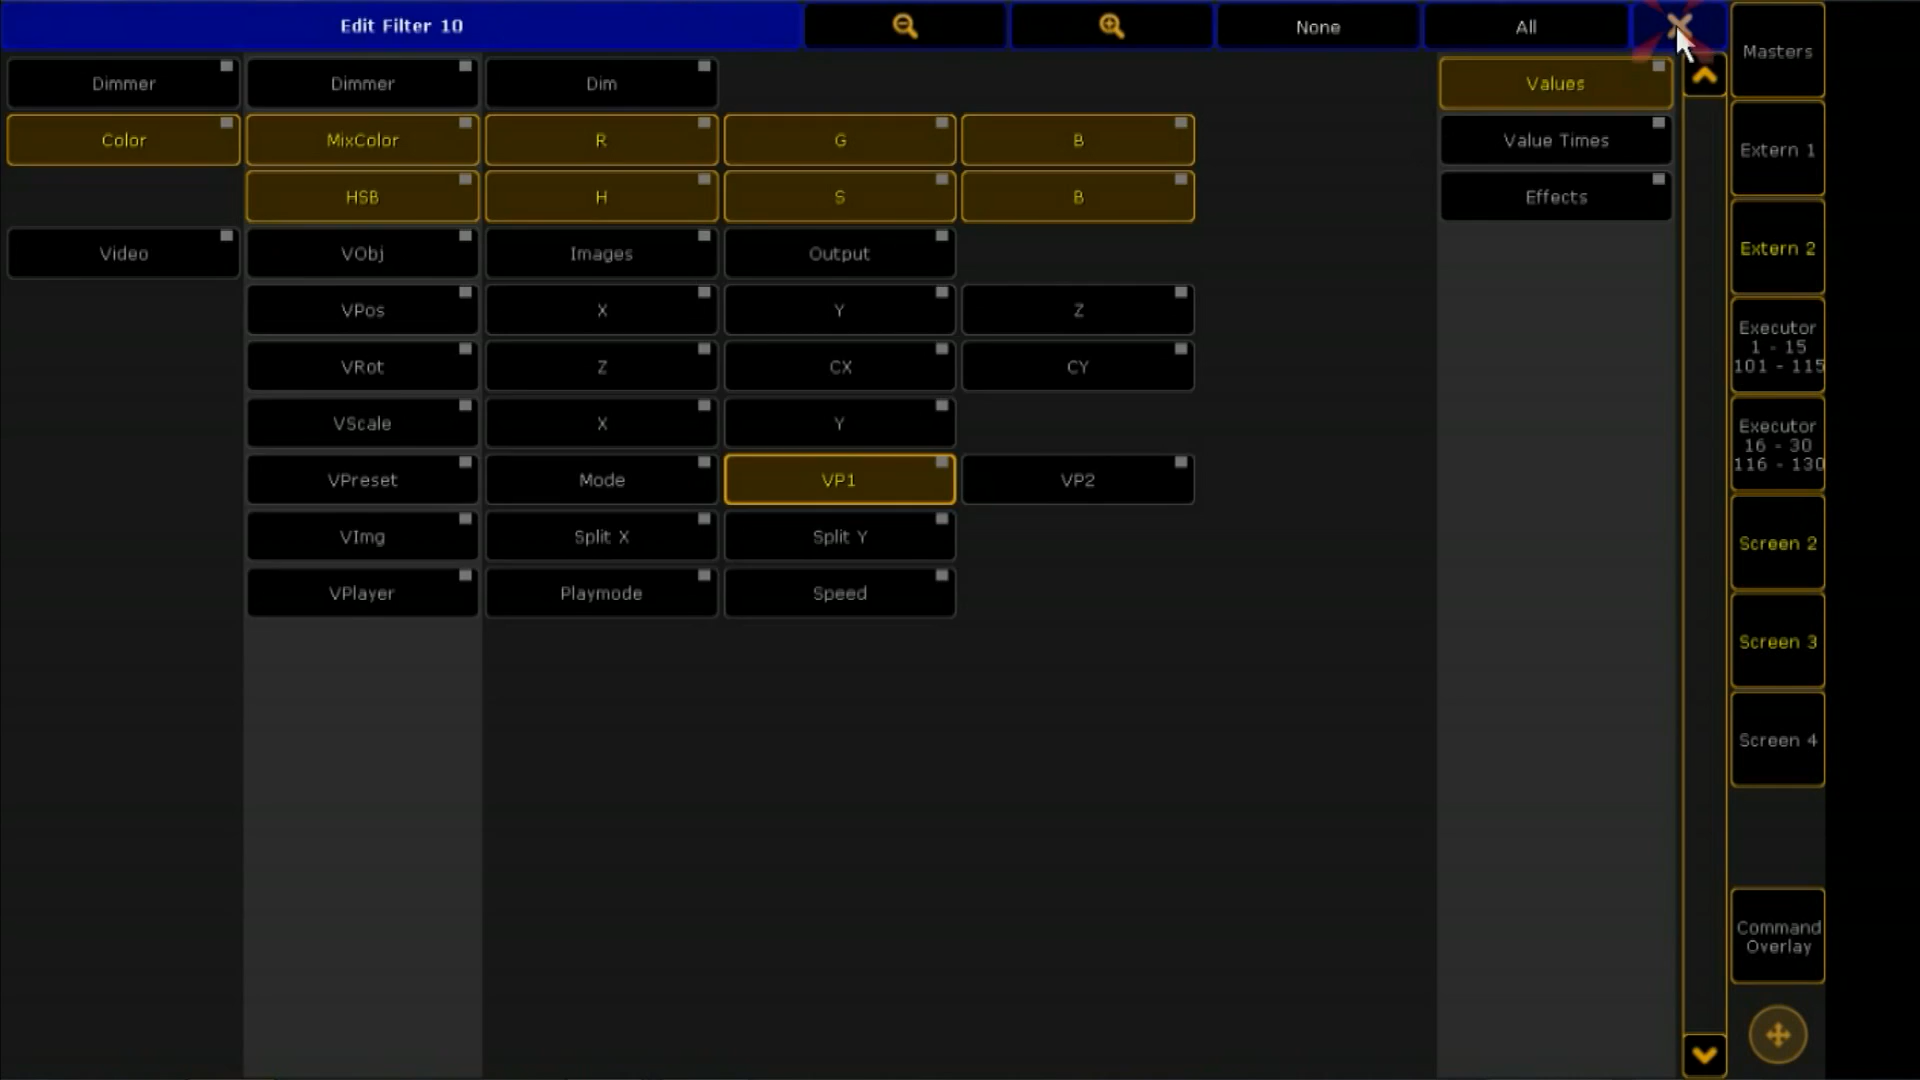 Edit Filter 10
None
All
Masters
Dimmer
Dimmer
Dim
Values
Color
MixColor
R
G
B
Value Times
Extern 1
HSB
H
S
B
Effects
Video
VObj
Images
Output
Extern 2
VPos
X
Y
Z
Executor
1 - 15
101 - 115
VRot
Z
CX
CY
VScale
X
Y
Executor
16 - 30
116 - 130
VPreset
Mode
VP1
VP2
VImg
Split X
Split Y
Screen 2
VPlayer
Playmode
Speed
Screen 3
Screen 4
Command
Overlay